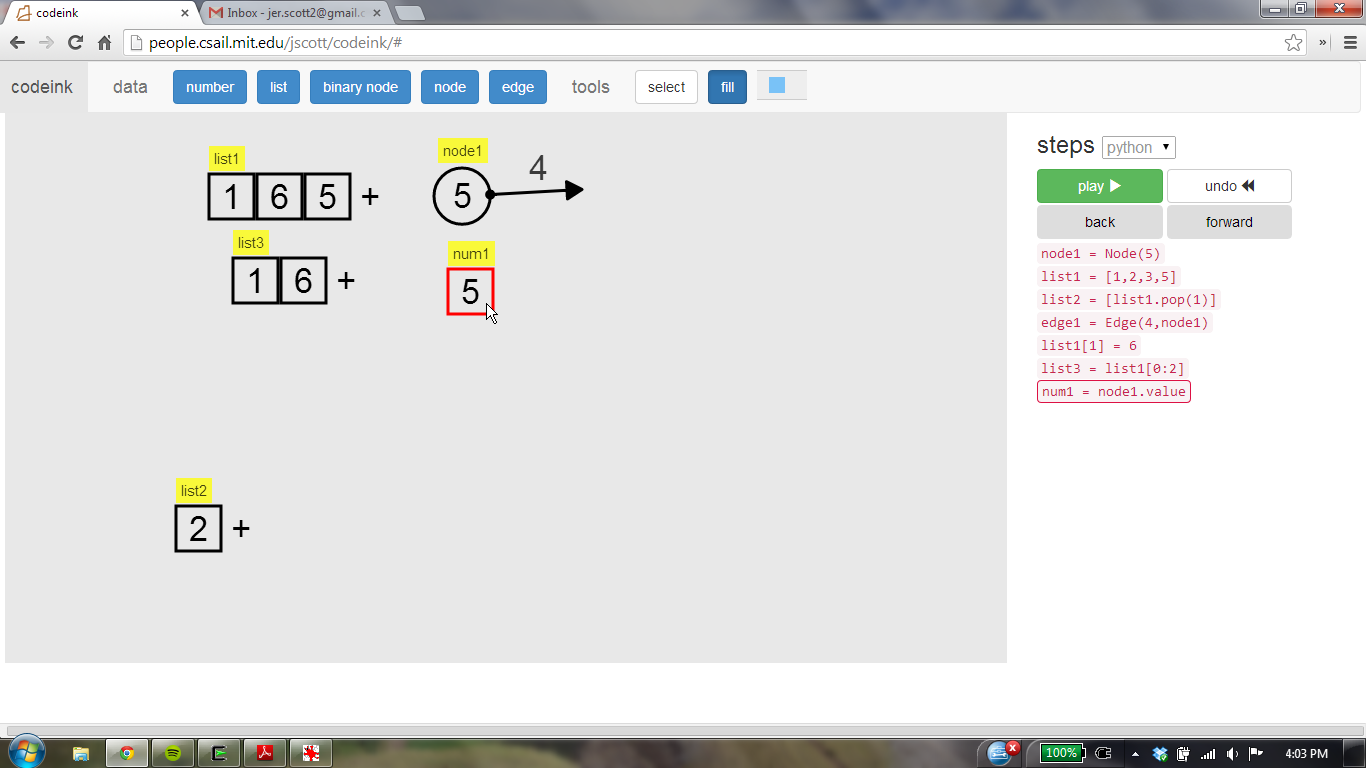 codeink
Inbox - jer.scott2@gmail.c
people.csail.mit.edu/jscott/codeink/#
codeink data number list binary node node edge tools select fill
list1
1 6 5 +
node1
5
4
list3
1 6 +
num1
5
list2
2 +
steps python
play undo
back forward
node1 = Node(5)
list1 = [1,2,3,5]
list2 = [list1.pop(1)]
edge1 = Edge(4,node1)
list1[1] = 6
list3 = list1[0:2]
num1 = node1.value
100% 4:03 PM